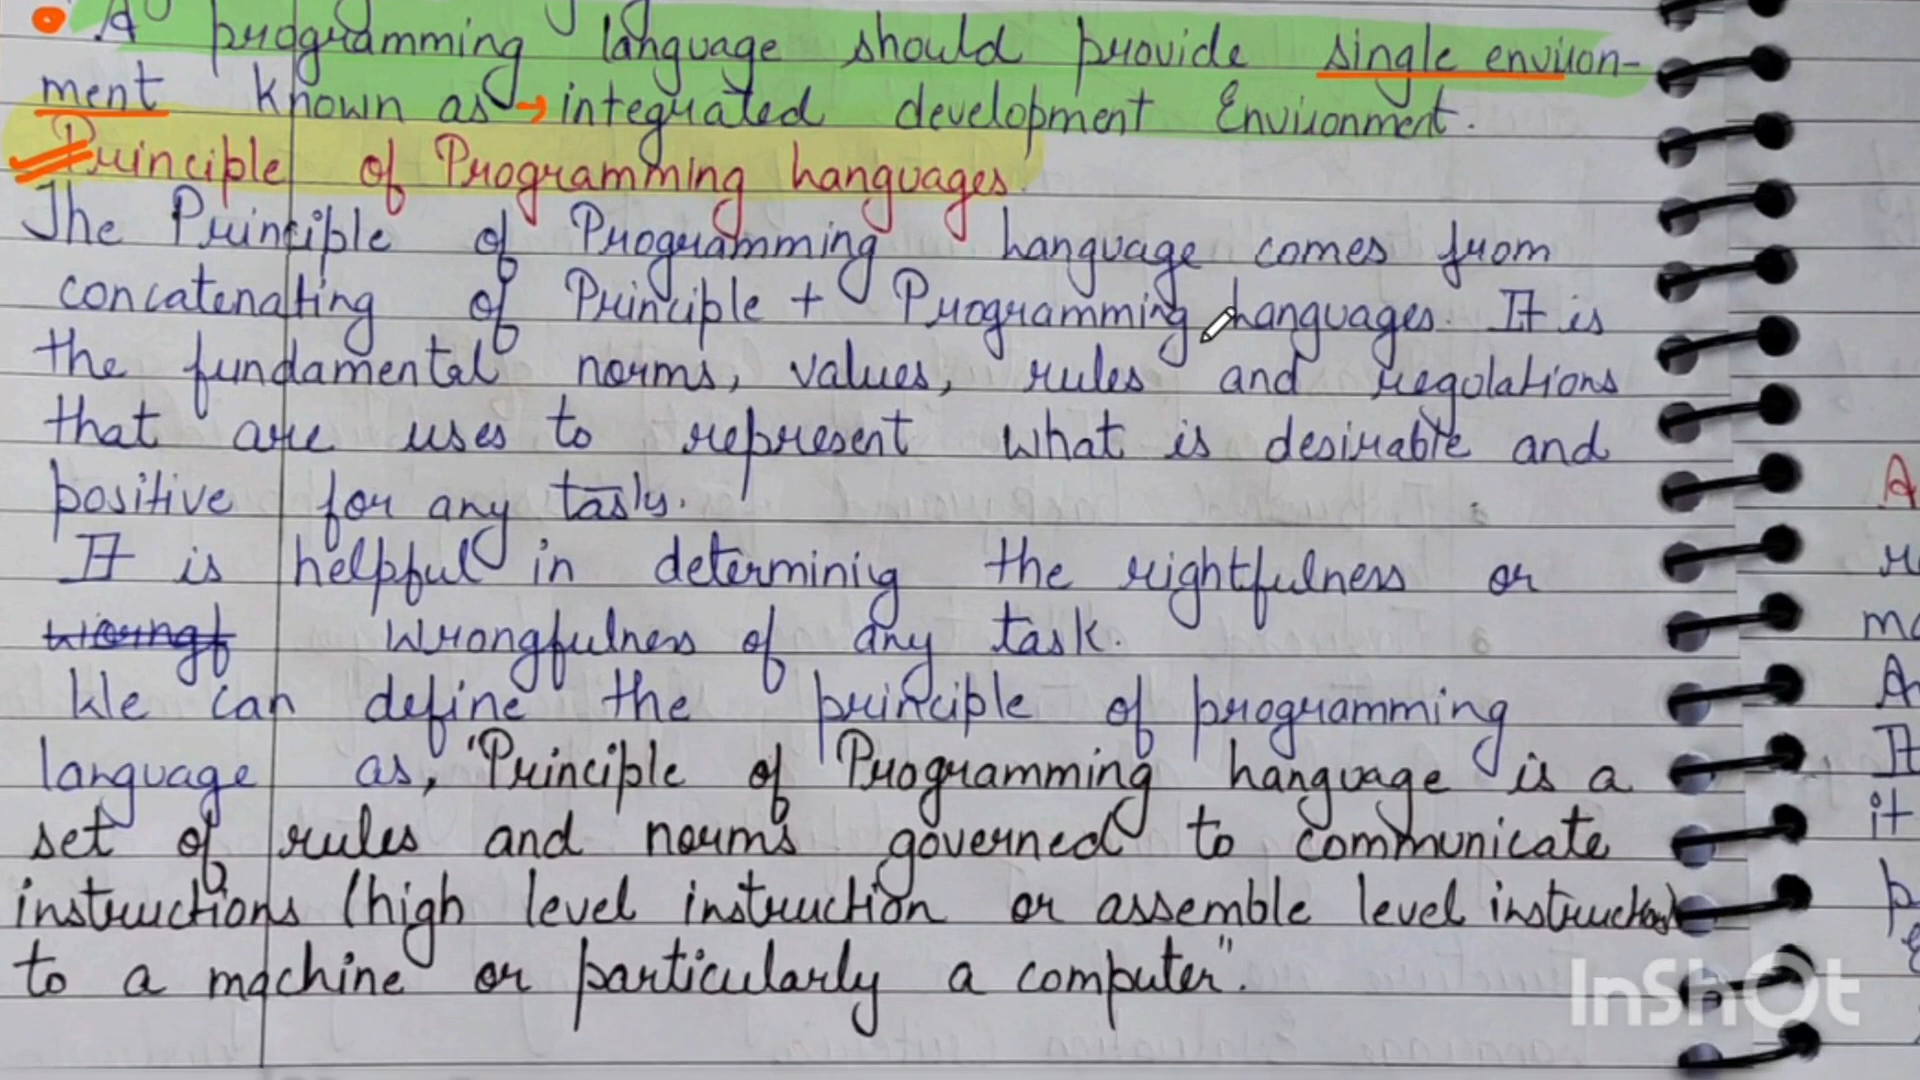 A programming language should provide single environ-
ment known as → integrated development Environment.
Principle of Programming Languages.
The Principle of Programming Language comes from
concatenating of Principle + Programming Languages. It is
the fundamental norms, values, rules and regulations
that are uses to represent what is desirable and
positive for any task.
It is helpful in determining the rightfulness or
Wrongfulness of any task.
We can define the principle of programming
language as, "Principle of Programming Language is a
set of rules and norms governed to communicate
instructions (high level instruction or assemble level instruction)
to a machine or particularly a computer".
InShOt